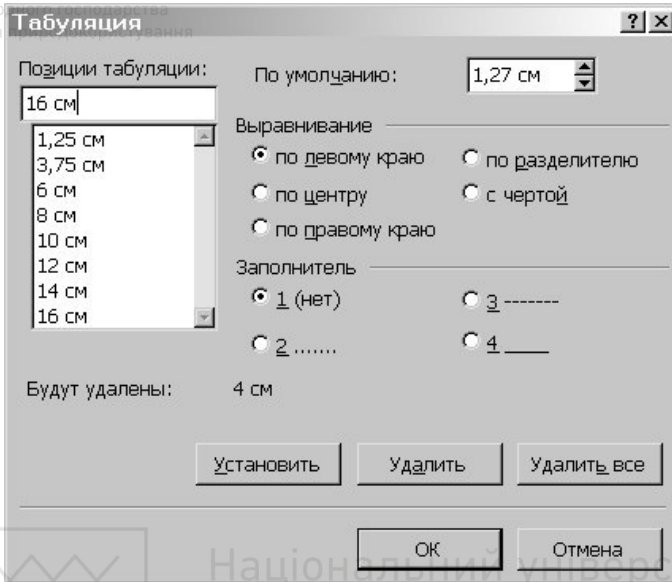 Табуляция
Позиции табуляции:
По умолчанию:
1,27 см
16 см
1,25 см
3,75 см
6 см
8 см
10 см
12 см
14 см
16 см
Выравнивание
по левому краю
по разделителю
по центру
с чертой
по правому краю
Заполнитель
1 (нет)
3 -------
2 .......
4 ____
Будут удалены: 4 см
Установить
Удалить
Удалить все
ОК
Отмена
Національний універс